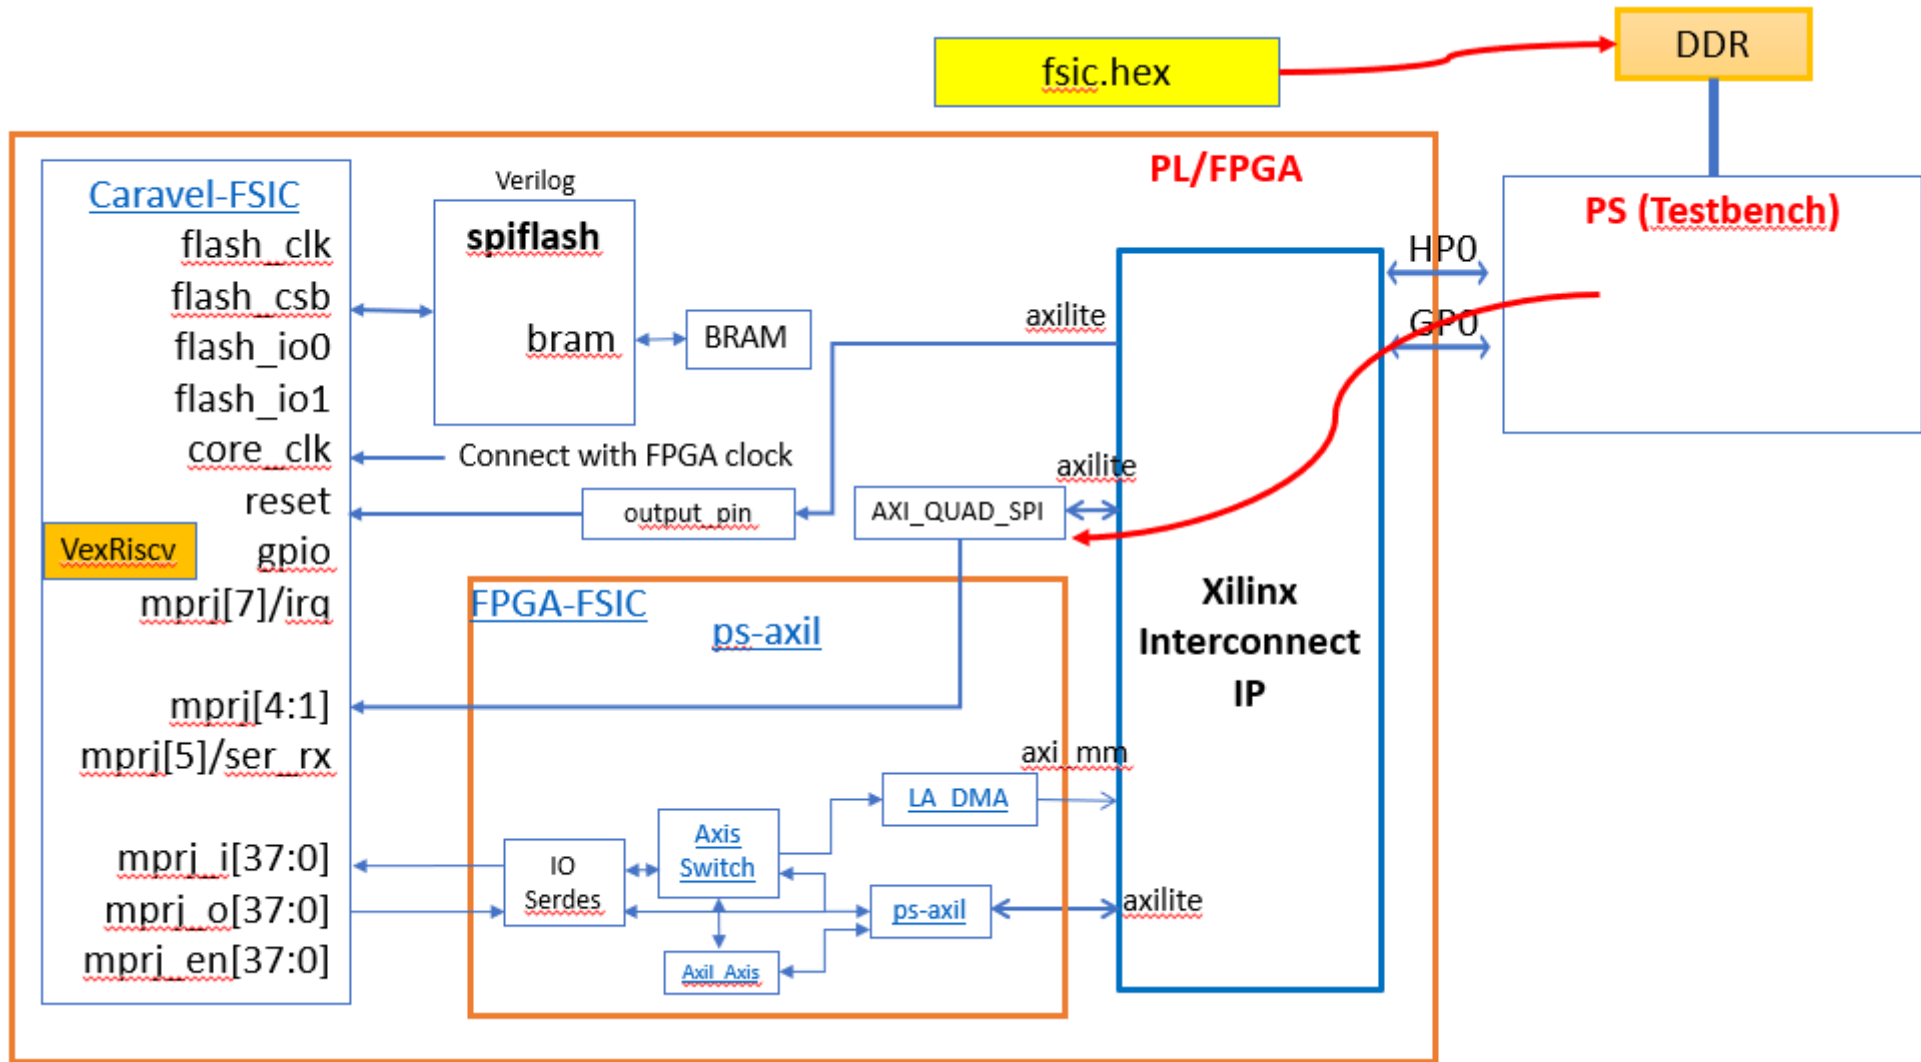 DDR
fsic.hex
PL/FPGA
PS (Testbench)
HP0
GP0
Caravel-FSIC
flash_clk
flash_csb
flash_io0
flash_io1
core_clk
reset
VexRiscv
gpio
mprj[7]/irq
mprj[4:1]
mprj[5]/ser_rx
mprj_i[37:0]
mprj_o[37:0]
mprj_en[37:0]
Verilog
spiflash
bram
BRAM
Connect with FPGA clock
output_pin
axilite
axilite
AXI_QUAD_SPI
Xilinx
Interconnect
IP
FPGA-FSIC
ps-axil
axi_mm
LA_DMA
Axis
Switch
IO
Serdes
ps-axil
axilite
Axil_Axis